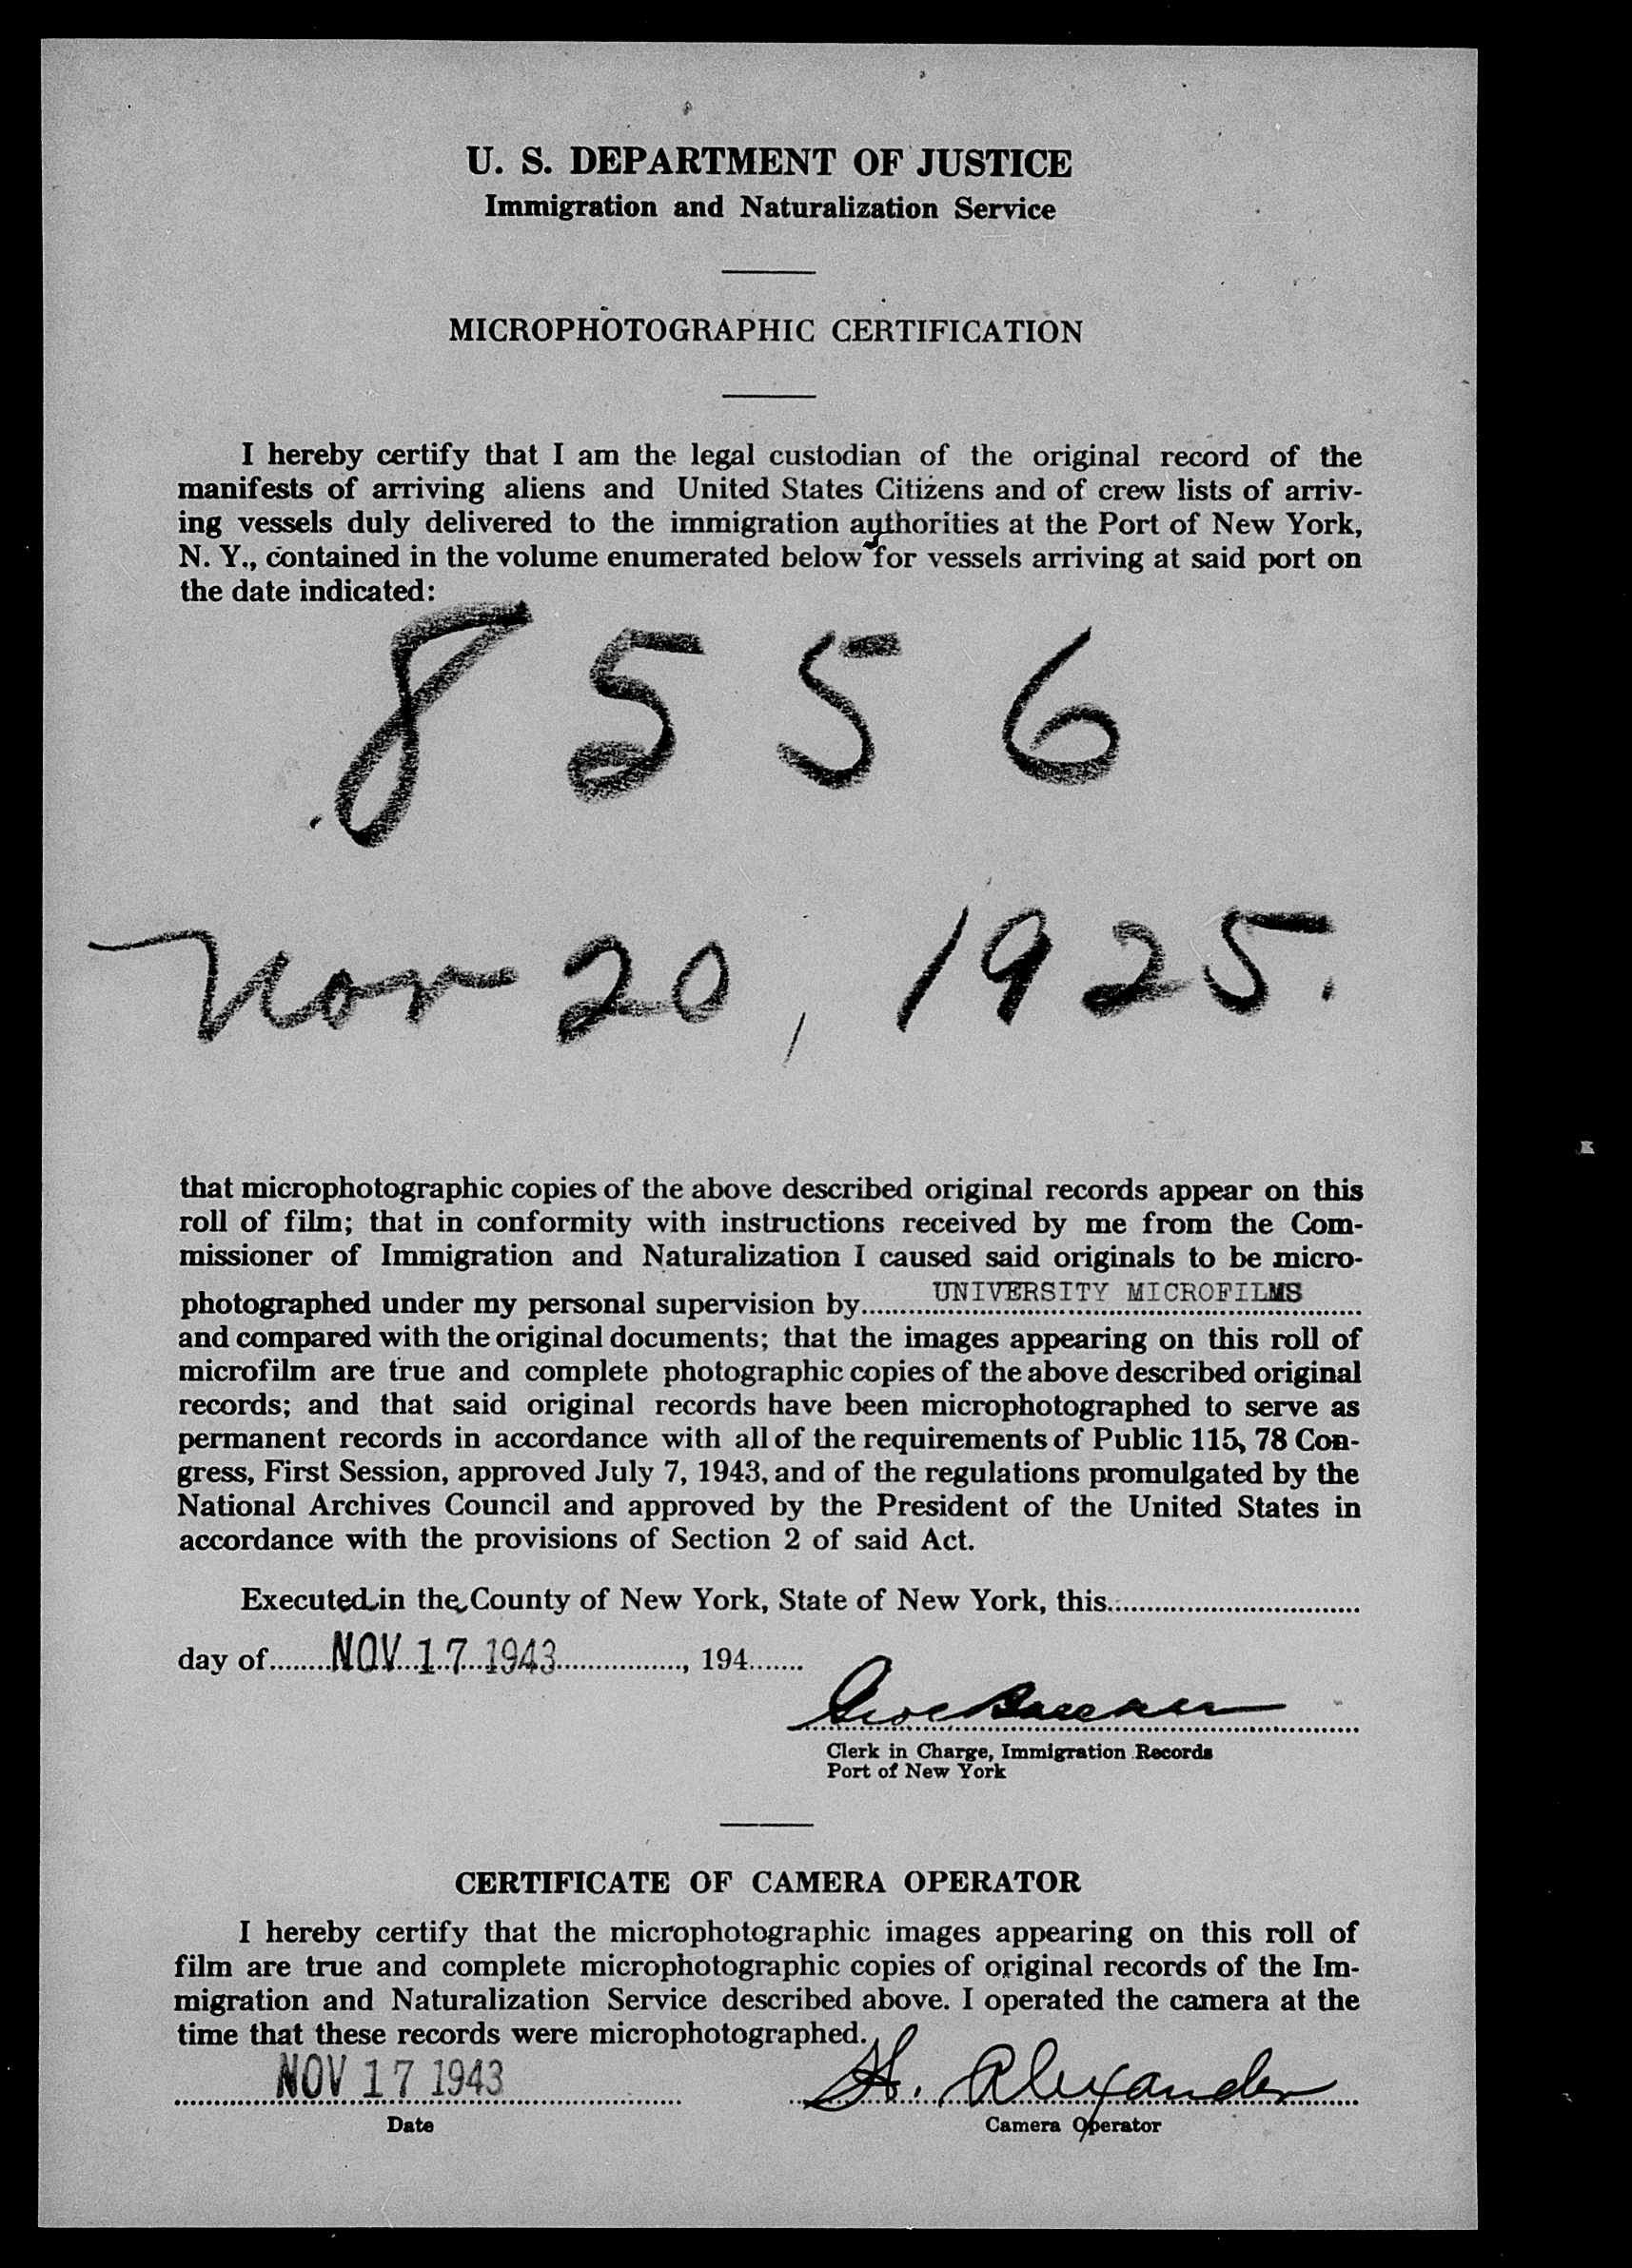 U. S. DEPARTMENT OF JUSTICE
Immigration and Naturalization Service
MICROPHOTOGRAPHIC CERTIFICATION
I hereby certify that I am the legal custodian of the original record of the
manifests of arriving aliens and United States Citizens and of crew lists of arriv-
ing vessels duly delivered to the immigration authorities at the Port of New York,
N. Y., contained in the volume enumerated below for vessels arriving at said port on
the date indicated:
8556
Nov 20, 1925.
that microphotographic copies of the above described original records appear on this
roll of film; that in conformity with instructions received by me from the Com-
missioner of Immigration and Naturalization I caused said originals to be micro-
photographed under my personal supervision by UNIVERSITY MICROFILMS
and compared with the original documents; that the images appearing on this roll of
microfilm are true and complete photographic copies of the above described original
records; and that said original records have been microphotographed to serve as
permanent records in accordance with all of the requirements of Public 115, 78 Con-
gress, First Session, approved July 7, 1943, and of the regulations promulgated by the
National Archives Council and approved by the President of the United States in
accordance with the provisions of Section 2 of said Act.
Executed in the County of New York, State of New York, this
day of NOV 17 1943, 194
Clerk in Charge, Immigration Records
Port of New York
CERTIFICATE OF CAMERA OPERATOR
I hereby certify that the microphotographic images appearing on this roll of
film are true and complete microphotographic copies of original records of the Im-
migration and Naturalization Service described above. I operated the camera at the
time that these records were microphotographed.
NOV 17 1943 H. Alexander
Date Camera Operator